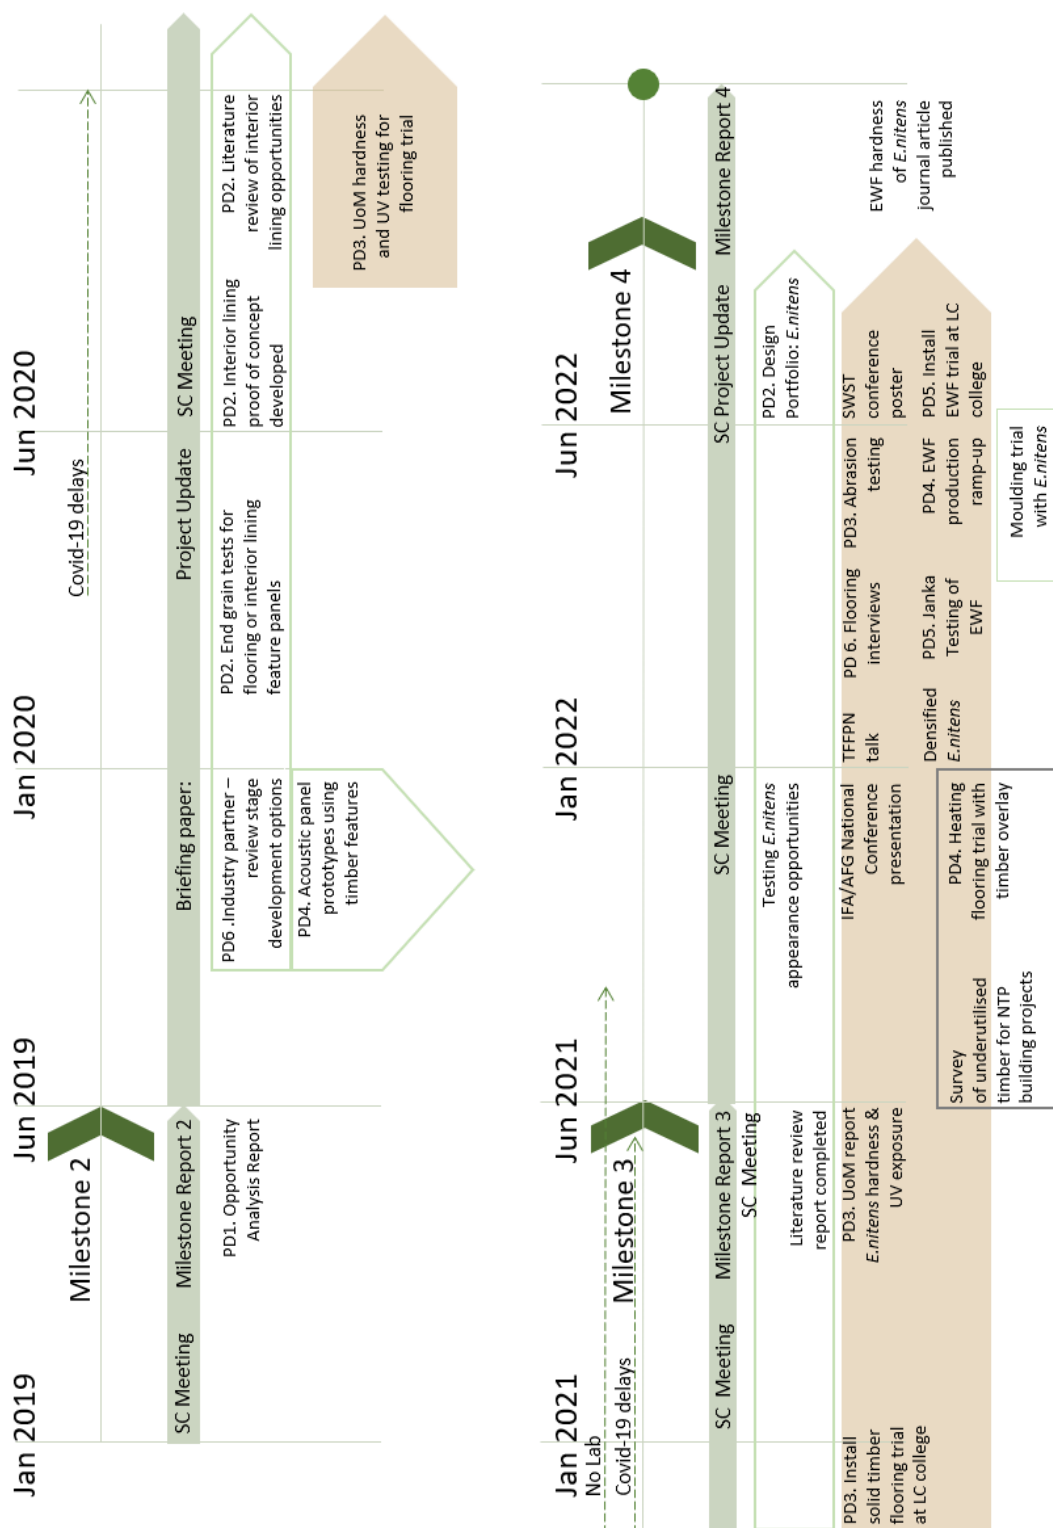 Jan 2019
Jun 2019
Jan 2020
Jun 2020
Milestone 2
Covid-19 delays
SC Meeting
Milestone Report 2
Briefing paper:
Project Update
SC Meeting
PD1. Opportunity
Analysis Report
PD6 .Industry partner –
review stage
development options
PD4. Acoustic panel
prototypes using
timber features
PD2. End grain tests for
flooring or interior lining
feature panels
PD2. Interior lining
proof of concept
developed
PD2. Literature
review of interior
lining opportunities
PD3. UoM hardness
and UV testing for
flooring trial
Jan 2021
Jun 2021
Jan 2022
Jun 2022
No Lab
Covid-19 delays
Milestone 3
Milestone 4
SC Meeting
Milestone Report 3
SC Meeting
SC Meeting
SC Project Update
Milestone Report 4
Literature review
report completed
Testing E.nitens
appearance opportunities
PD2. Design
Portfolio: E.nitens
PD3. Install
solid timber
flooring trial
at LC college
PD3. UoM report
E.nitens hardness &
UV exposure
IFA/AFG National
Conference
presentation
TFFPN
talk
PD 6. Flooring
interviews
PD3. Abrasion
testing
SWST
conference
poster
Densified
E.nitens
PD5. Janka
Testing of
EWF
PD4. EWF
production
ramp-up
PD5. Install
EWF trial at LC
college
EWF hardness
of E.nitens
journal article
published
Survey
of underutilised
timber for NTP
building projects
PD4. Heating
flooring trial with
timber overlay
Moulding trial
with E.nitens